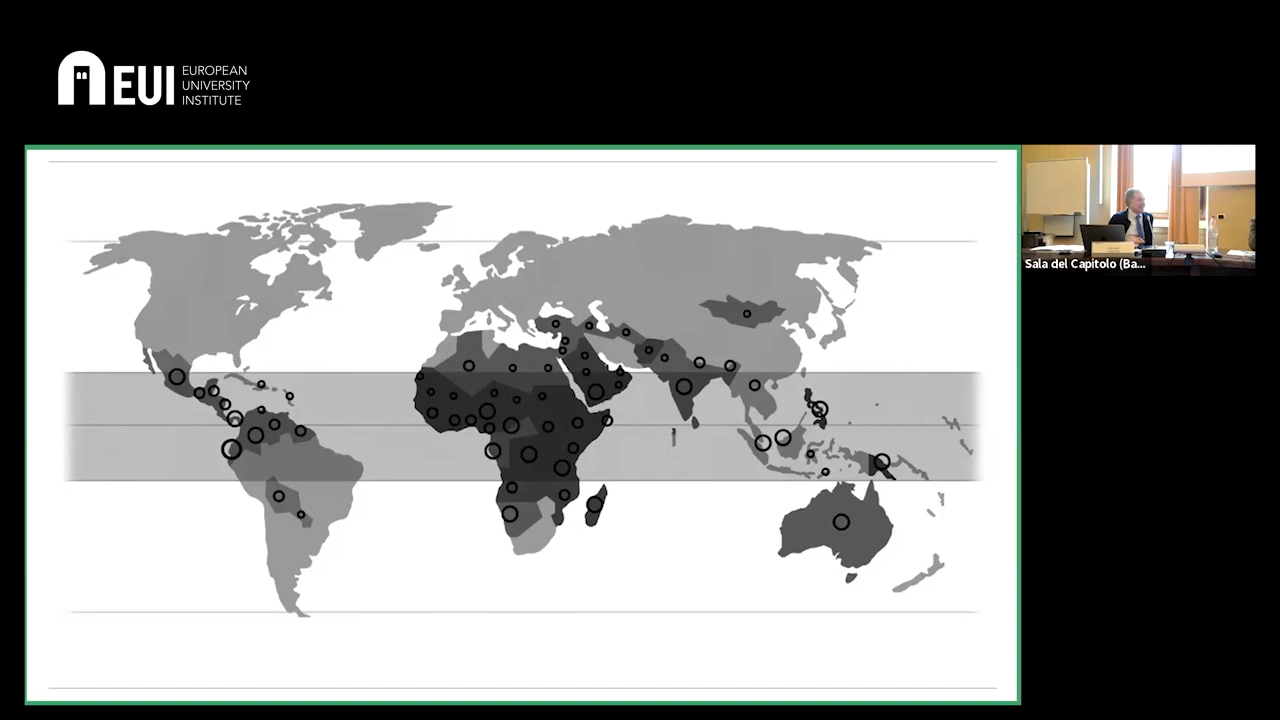 EUI
EUROPEAN
UNIVERSITY
INSTITUTE
Sala del Capitolo (Ba...